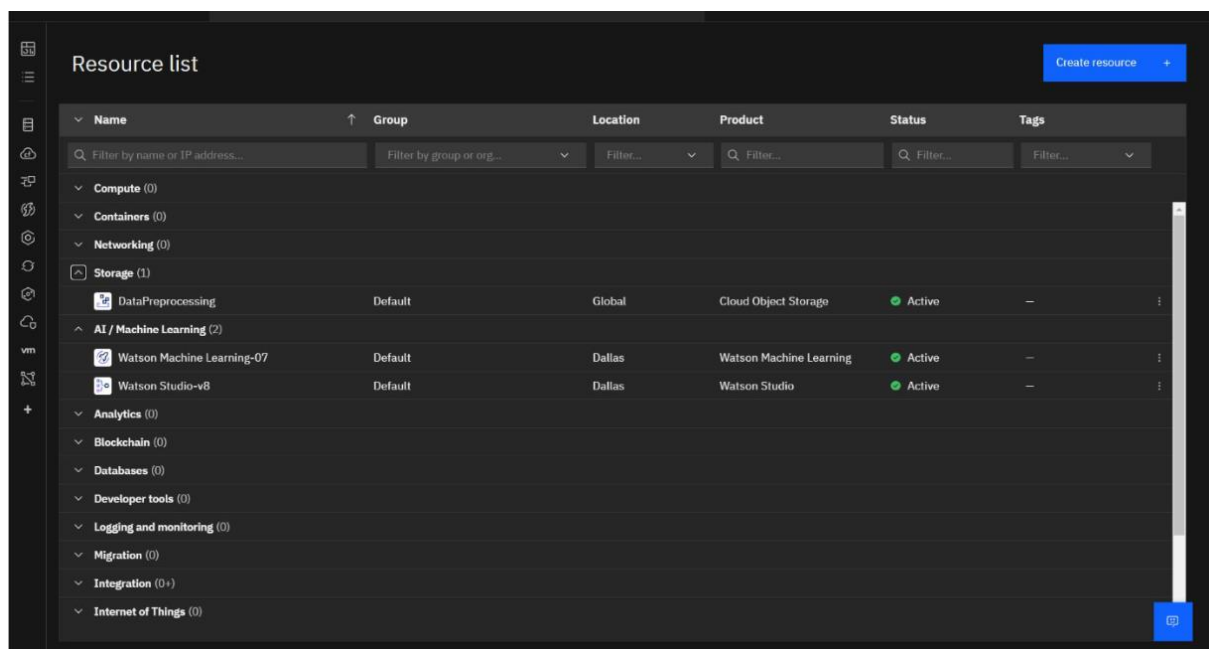 Resource list
Create resource +
Name Group Location Product Status Tags
Filter by name or IP address... Filter by group or org... Filter... Filter... Filter... Filter...
Compute (0)
Containers (0)
Networking (0)
Storage (1)
DataPreprocessing Default Global Cloud Object Storage Active –
AI / Machine Learning (2)
Watson Machine Learning-07 Default Dallas Watson Machine Learning Active –
Watson Studio-v8 Default Dallas Watson Studio Active –
vm
Analytics (0)
Blockchain (0)
Databases (0)
Developer tools (0)
Logging and monitoring (0)
Migration (0)
Integration (0+)
Internet of Things (0)